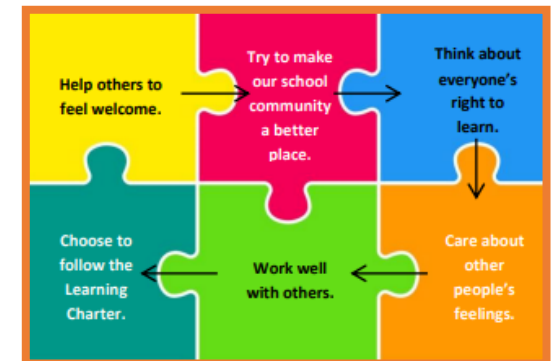 Help others to
feel welcome.
Try to make
our school
community
a better
place.
Think about
everyone's
right to
learn.
Care about
other
people's
feelings.
Work well
with others.
Choose to
follow the
Learning
Charter.